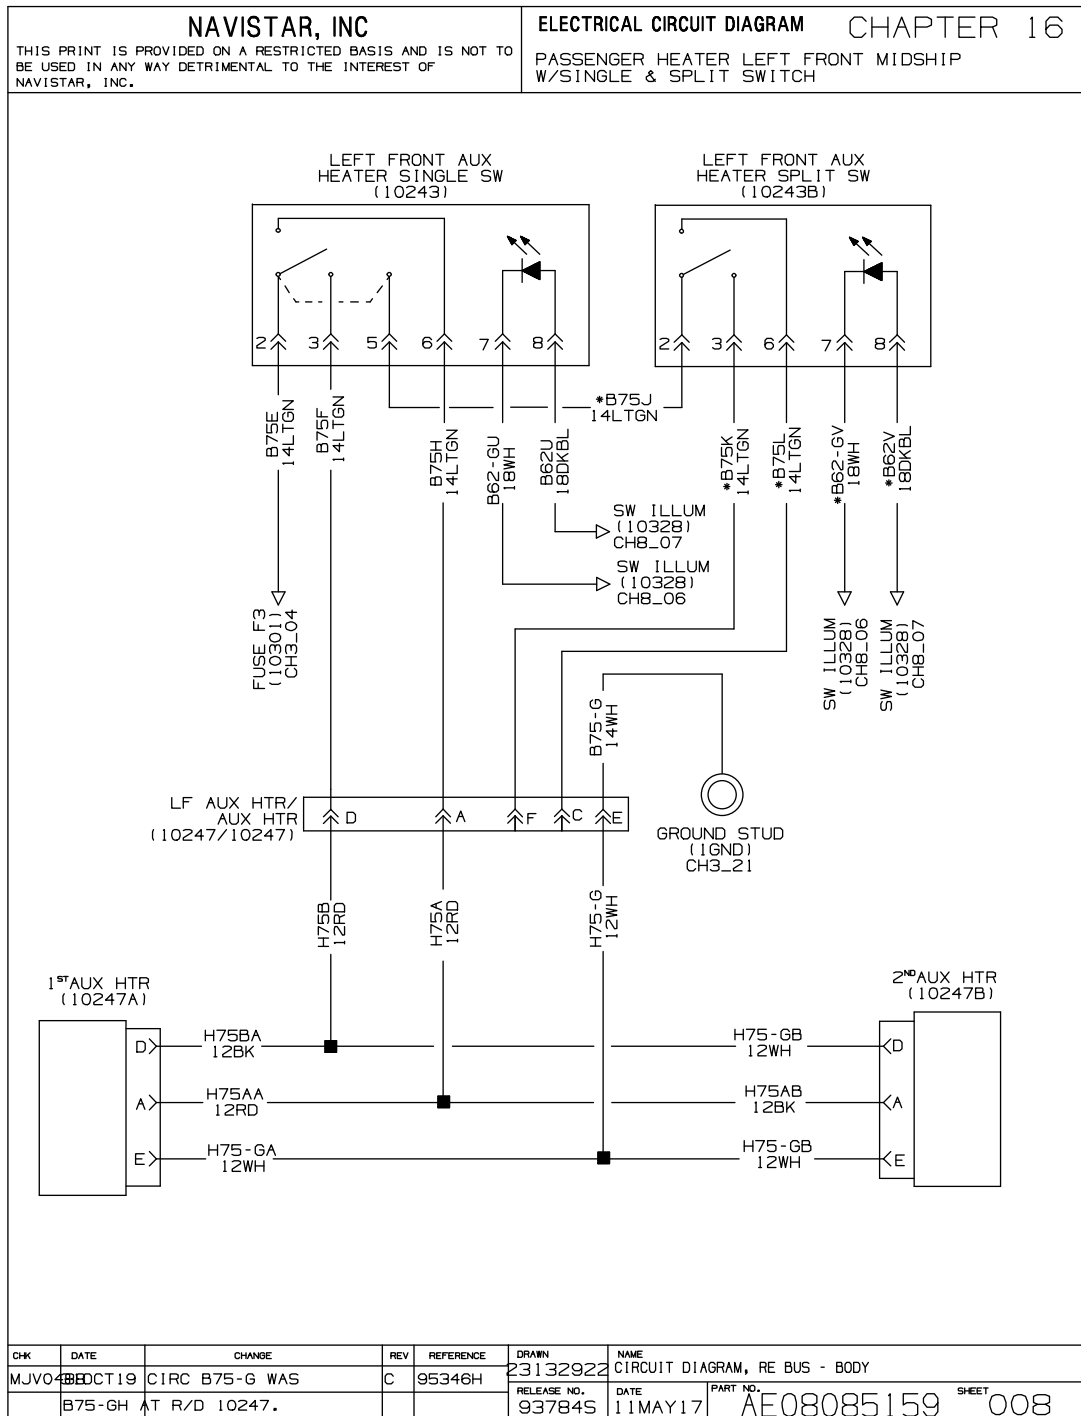 NAVISTAR, INC
THIS PRINT IS PROVIDED ON A RESTRICTED BASIS AND IS NOT TO
BE USED IN ANY WAY DETRIMENTAL TO THE INTEREST OF
NAVISTAR, INC.
ELECTRICAL CIRCUIT DIAGRAM
CHAPTER 16
PASSENGER HEATER LEFT FRONT MIDSHIP
W/SINGLE & SPLIT SWITCH
LEFT FRONT AUX
HEATER SINGLE SW
(10243)
LEFT FRONT AUX
HEATER SPLIT SW
(10243B)
2
3
5
6
7
8
2
3
6
7
8
B75E
14LTGN
B75F
14LTGN
B75H
14LTGN
B62-GU
18WH
B62U
18DKBL
*B75J
14LTGN
*B75K
14LTGN
*B75L
14LTGN
*B62-GV
18WH
*B62V
18DKBL
SW ILLUM
(10328)
CH8_07
SW ILLUM
(10328)
CH8_06
FUSE F3
(10301)
CH3_04
SW ILLUM
(10328)
CH8_06
SW ILLUM
(10328)
CH8_07
B75-G
14WH
LF AUX HTR/
AUX HTR
(10247/10247)
D
A
F
C
E
GROUND STUD
(1GND)
CH3_21
H75B
12RD
H75A
12RD
H75-G
12WH
1ST AUX HTR
(10247A)
2ND AUX HTR
(10247B)
D
H75BA
12BK
H75-GB
12WH
D
A
H75AA
12RD
H75AB
12BK
A
E
H75-GA
12WH
H75-GB
12WH
E
CHK
DATE
CHANGE
REV
REFERENCE
DRAWN
23132922
NAME
CIRCUIT DIAGRAM, RE BUS - BODY
OCT19
CIRC B75-G WAS
C
95346H
B75-GH AT R/D 10247.
RELEASE NO.
93784S
DATE
11MAY17
PART NO.
AE08085159
SHEET
008